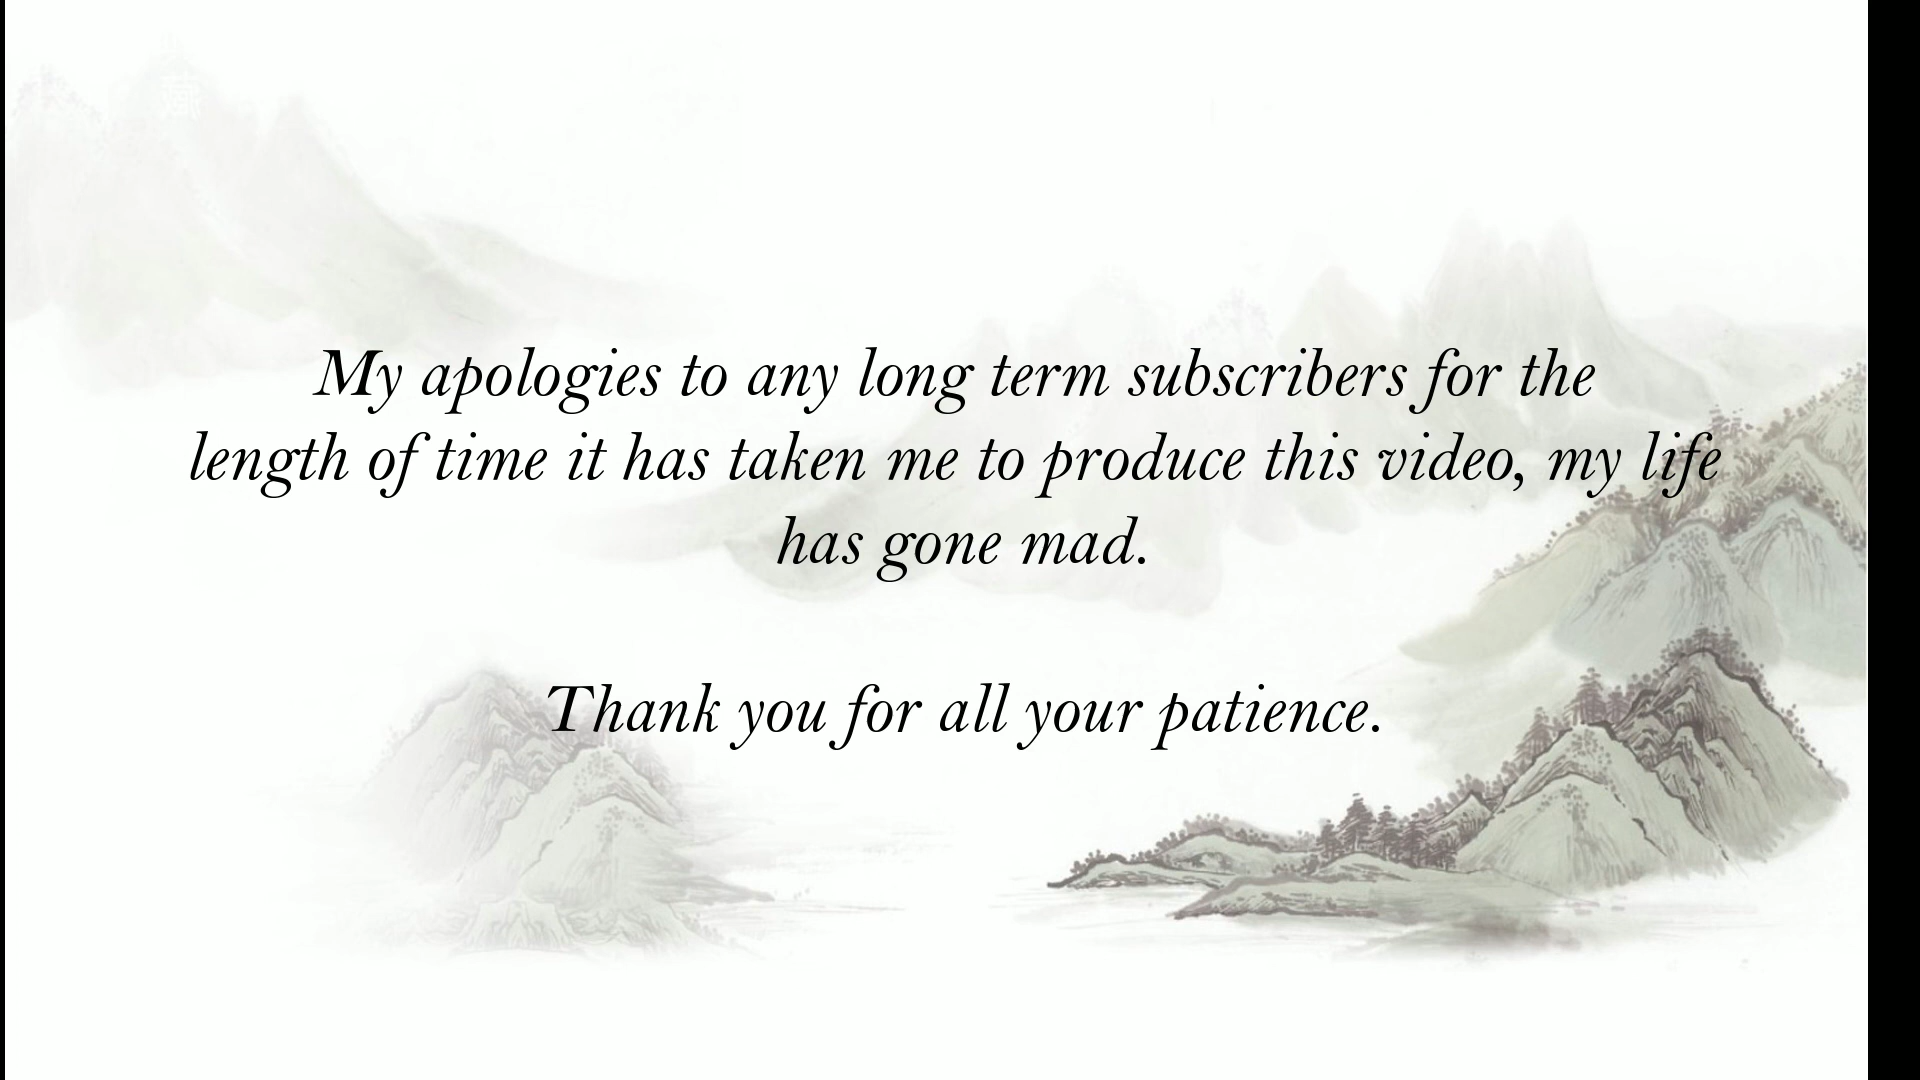 My apologies to any long term subscribers for the
length of time it has taken me to produce this video, my life
has gone mad.
Thank you for all your patience.